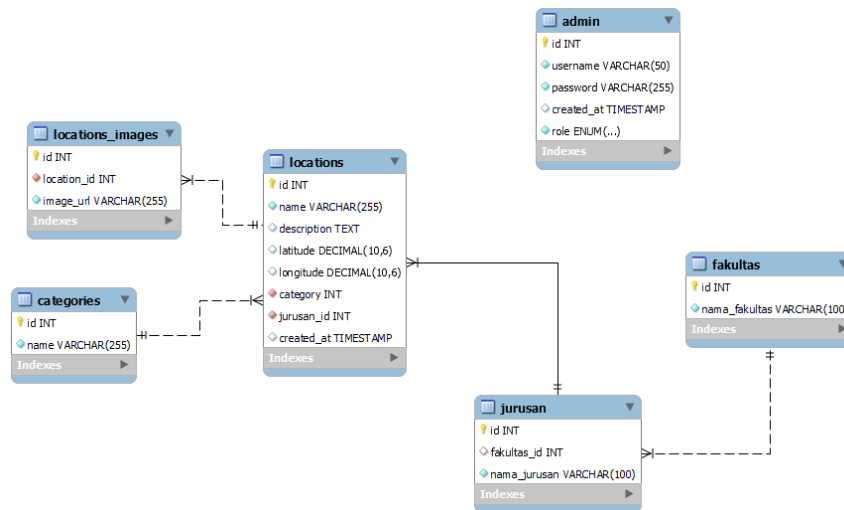 admin
id INT
username VARCHAR(50)
password VARCHAR(255)
created_at TIMESTAMP
role ENUM(...)
Indexes
locations_images
id INT
location_id INT
image_url VARCHAR(255)
Indexes
locations
id INT
name VARCHAR(255)
description TEXT
latitude DECIMAL(10,6)
longitude DECIMAL(10,6)
category INT
jurusan_id INT
created_at TIMESTAMP
Indexes
categories
id INT
name VARCHAR(255)
Indexes
fakultas
id INT
nama_fakultas VARCHAR(100)
Indexes
jurusan
id INT
fakultas_id INT
nama_jurusan VARCHAR(100)
Indexes